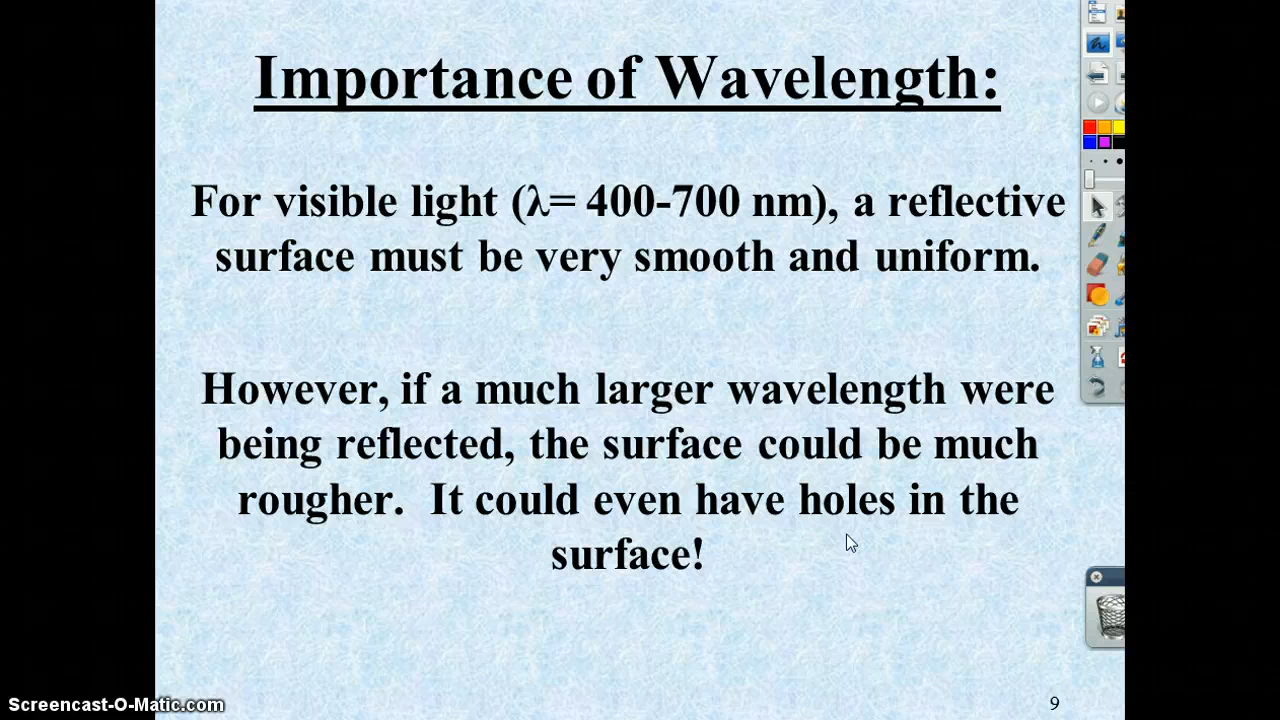 Importance of Wavelength:
For visible light (λ= 400-700 nm), a reflective
surface must be very smooth and uniform.
However, if a much larger wavelength were
being reflected, the surface could be much
rougher.  It could even have holes in the
surface!
Screencast-O-Matic.com
9